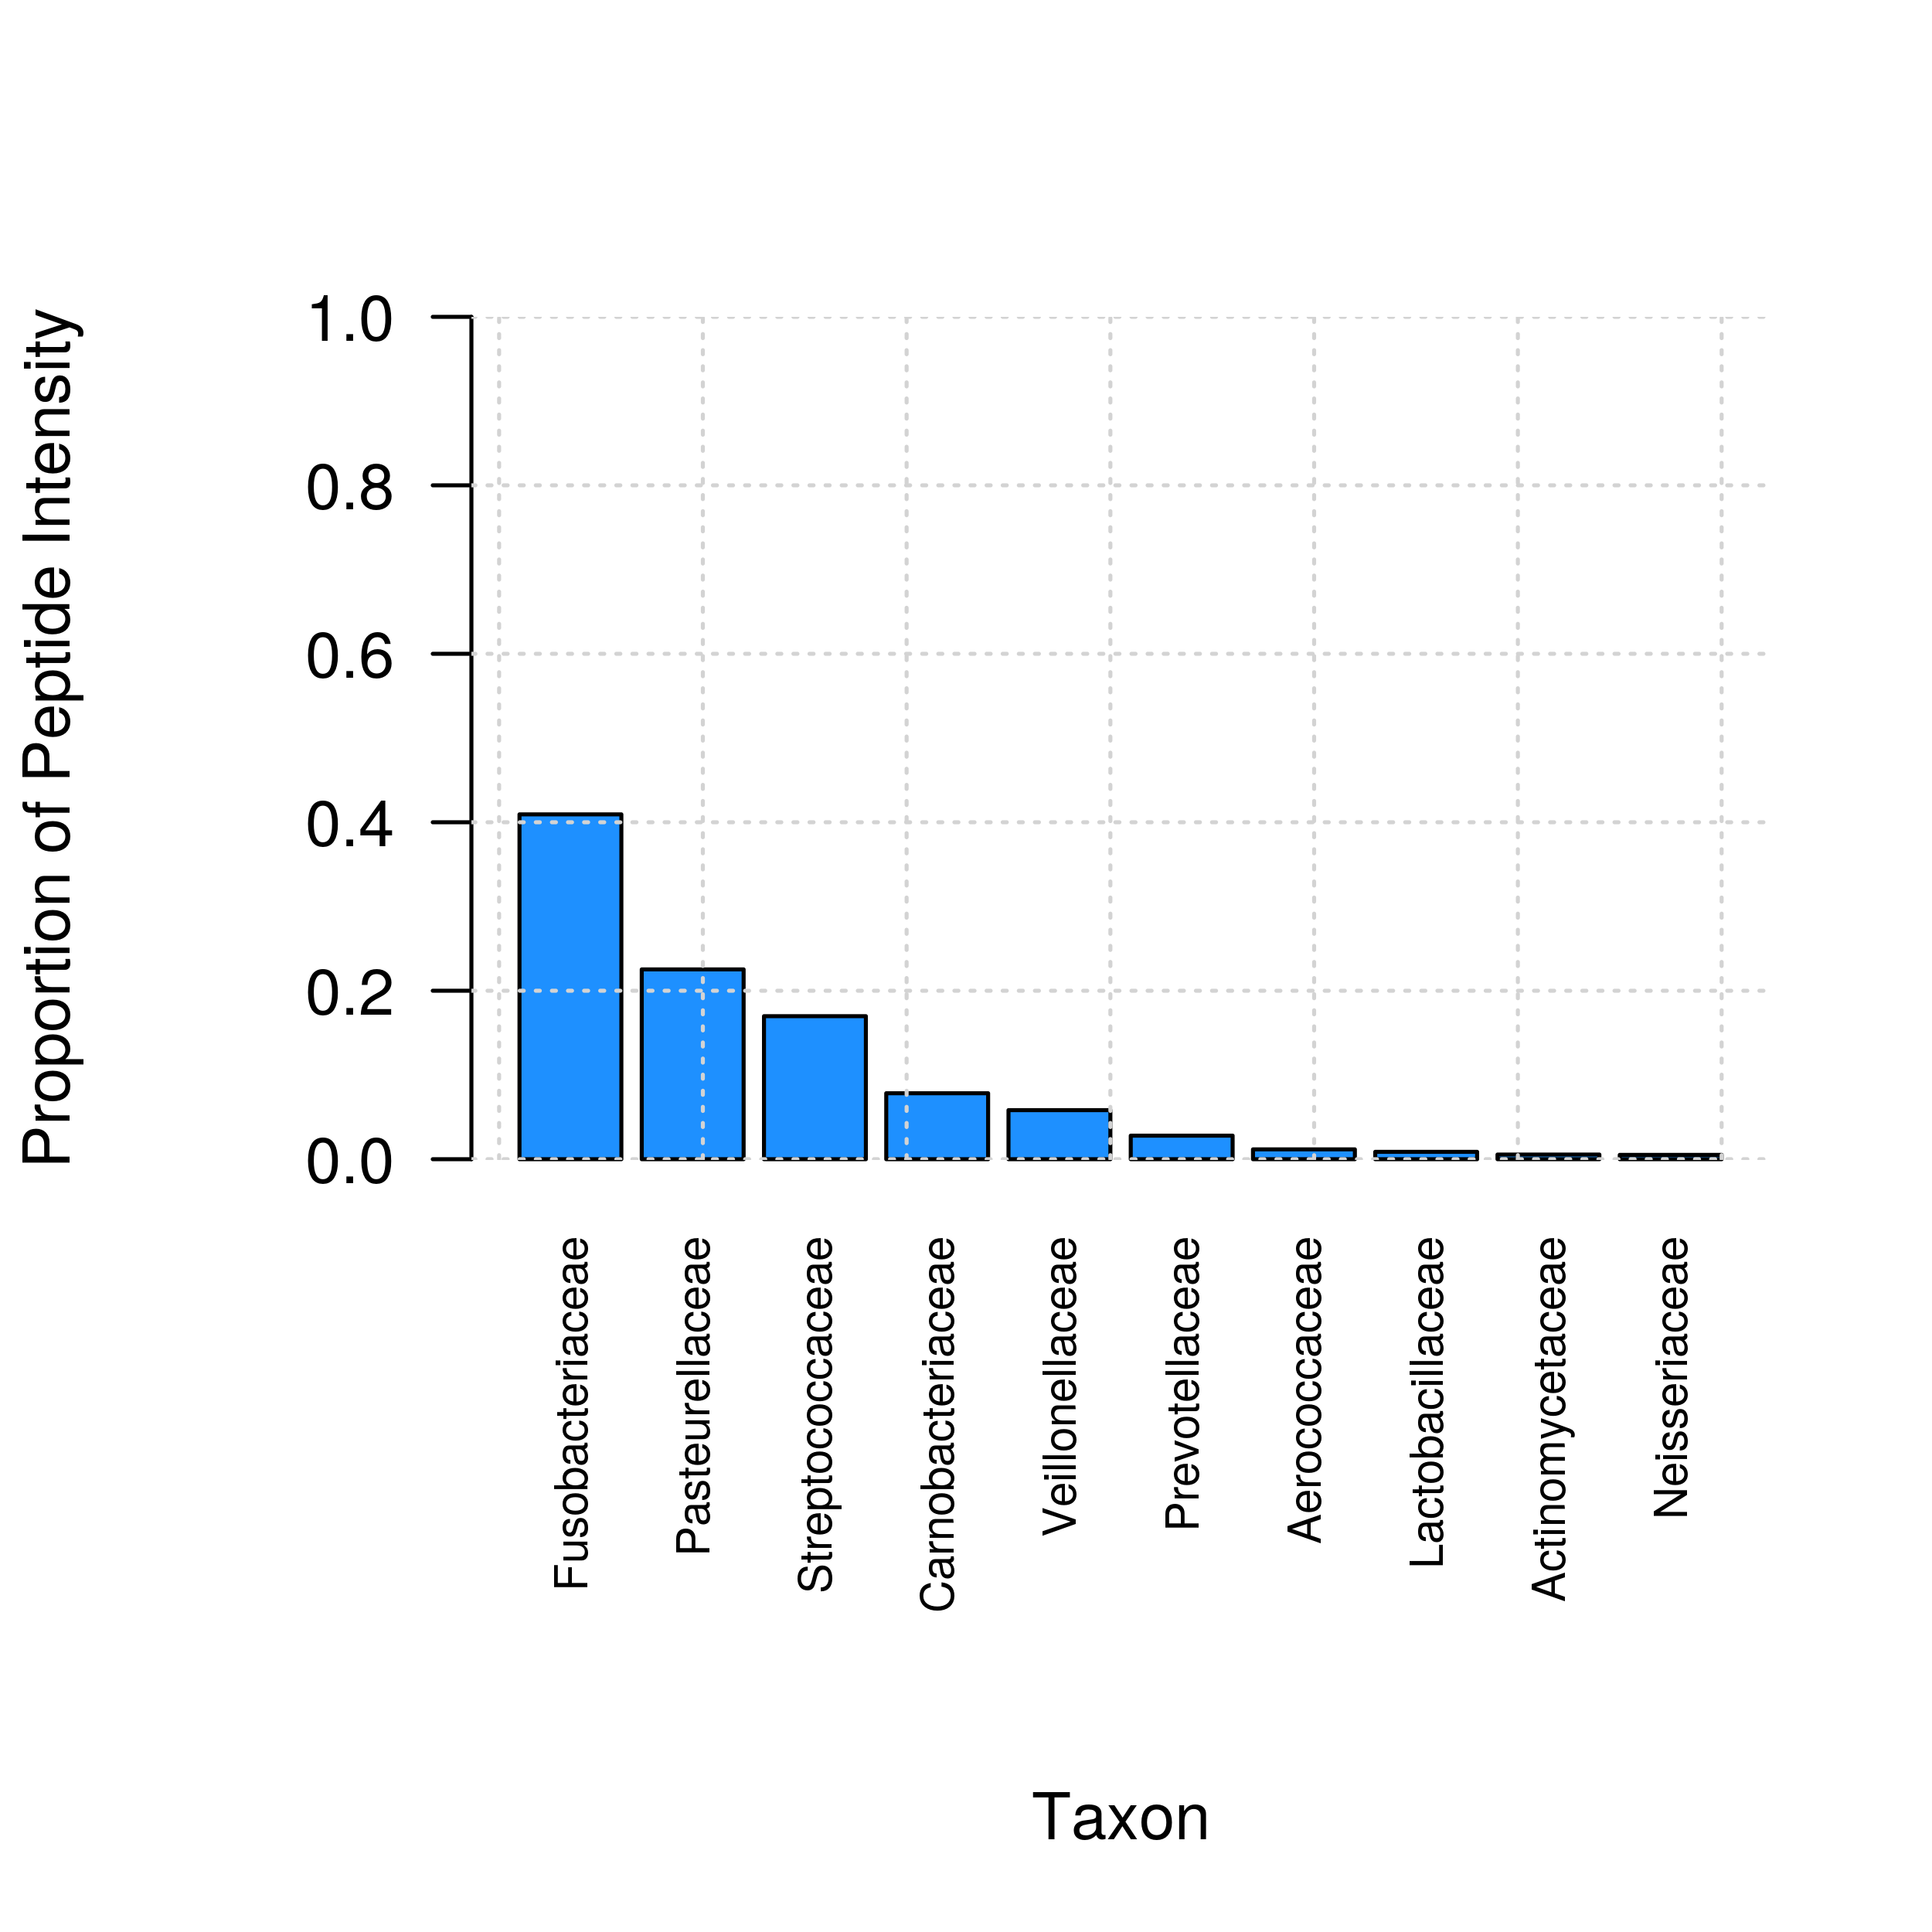 Proportion of Peptide Intensity
1.0
0.8
0.6
0.4
0.2
0.0
Fusobacteriaceae
Pasteurellaceae
Streptococcaceae
Carnobacteriaceae
Veillonellaceae
Prevotellaceae
Aerococcaceae
Lactobacillaceae
Actinomycetaceae
Neisseriaceae
Taxon